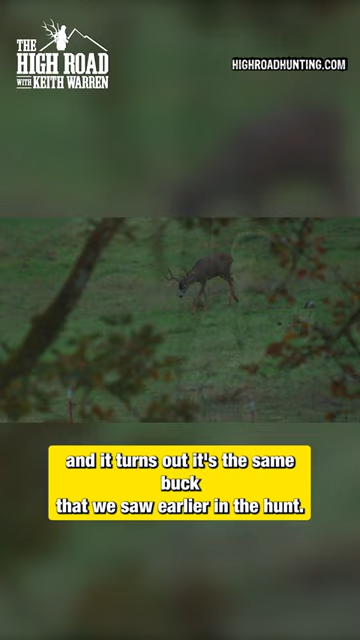 THE
HIGH ROAD
WITH KEITH WARREN
HIGHROADHUNTING.COM
and it turns out it's the same
buck
that we saw earlier in the hunt.